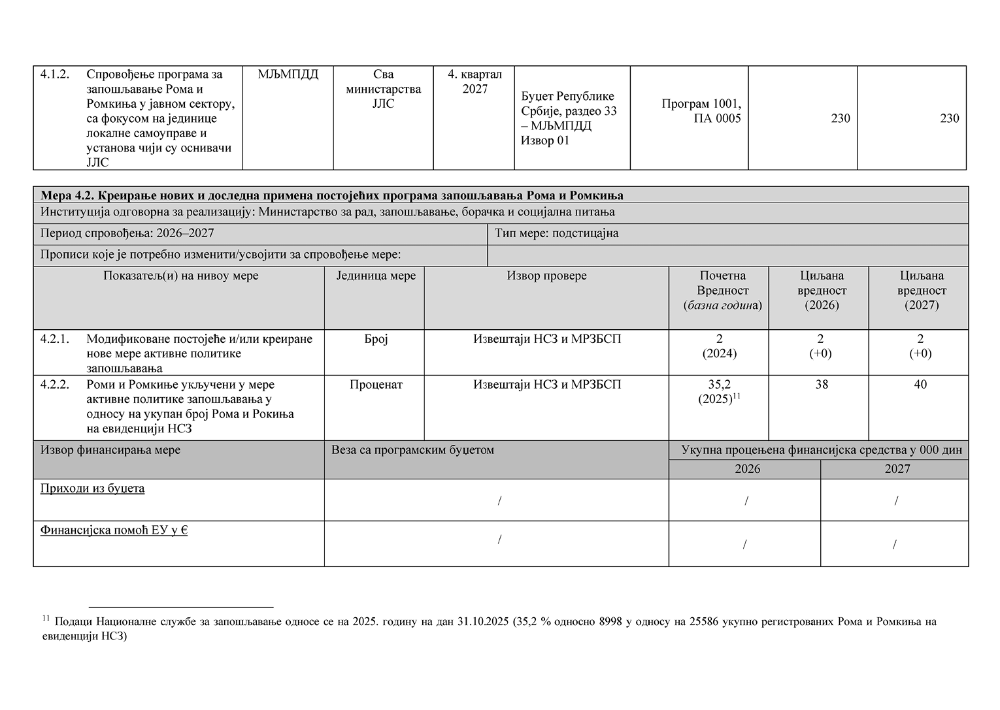 4.1.2. Спровођење програма за
запошљавање Рома и
Ромкиња у јавном сектору,
са фокусом на јединице
локалне самоуправе и
установа чији су оснивачи
ЈЛС
МЉМПДД
Сва
министарства
ЈЛС
4. квартал
2027
Буџет Републике
Србије, раздео 33
– МЉМПДД
Извор 01
Програм 1001,
ПА 0005
230
230
Мера 4.2. Креирање нових и доследна примена постојећих програма запошљавања Рома и Ромкиња
Институција одговорна за реализацију: Министарство за рад, запошљавање, борачка и социјална питања
Период спровођења: 2026–2027
Тип мере: подстицајна
Прописи које је потребно изменити/усвојити за спровођење мере:
Показатељ(и) на нивоу мере
Јединица мере
Извор провере
Почетна
Вредност
(базна година)
Циљана
вредност
(2026)
Циљана
вредност
(2027)
4.2.1. Модификоване постојеће и/или креиране
нове мере активне политике
запошљавања
Број
Извештаји НСЗ и МРЗБСП
2
(2024)
2
(+0)
2
(+0)
4.2.2. Роми и Ромкиње укључени у мере
активне политике запошљавања у
односу на укупан број Рома и Рокиња
на евиденцији НСЗ
Проценат
Извештаји НСЗ и МРЗБСП
35,2
(2025)¹¹
38
40
Извор финансирања мере
Веза са програмским буџетом
Укупна процењена финансијска средства у 000 дин
2026
2027
Приходи из буџета
/
/
/
Финансијска помоћ ЕУ у €
/
/
/
¹¹ Подаци Националне службе за запошљавање односе се на 2025. годину на дан 31.10.2025 (35,2 % односно 8998 у односу на 25586 укупно регистрованих Рома и Ромкиња на
евиденцији НСЗ)